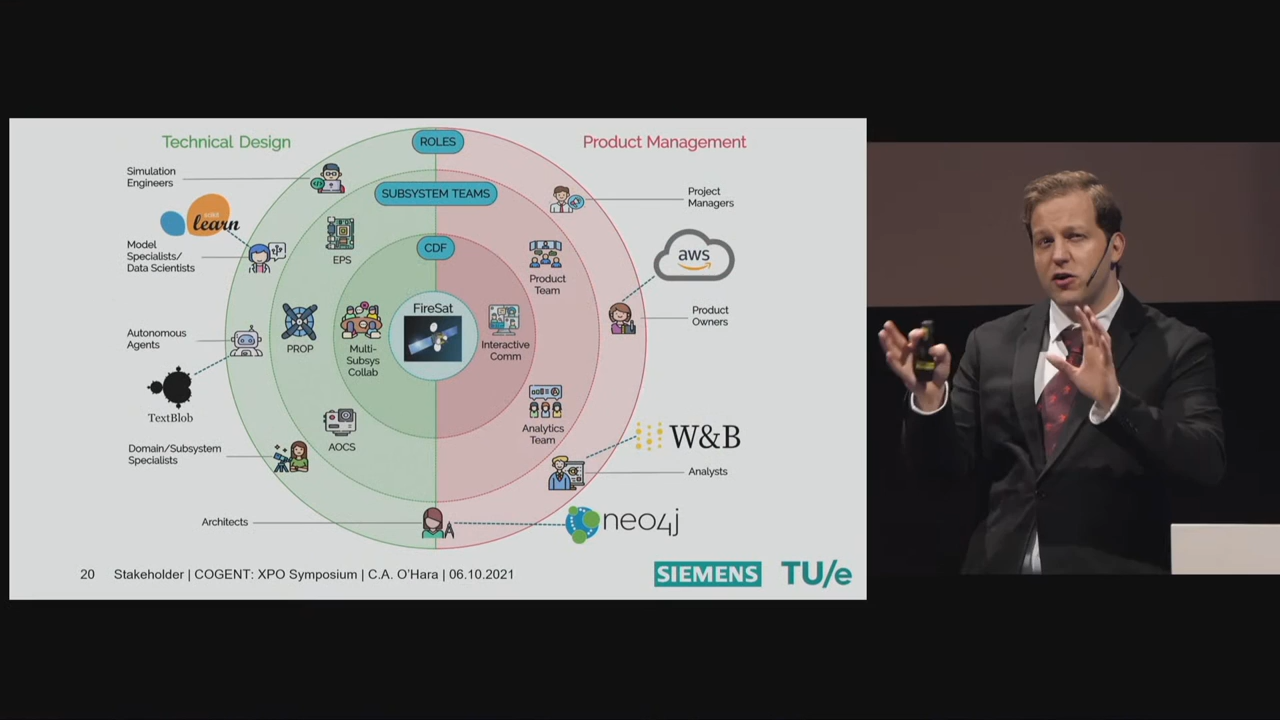 Technical Design
ROLES
Product Management
Simulation
Engineers
SUBSYSTEM TEAMS
Project
Managers
learn
EPS
CDF
aws
Model
Specialists/
Data Scientists
Product
Team
FireSat
Product
Owners
Autonomous
Agents
PROP
Multi-
Subsys
Collab
Interactive
Comm
TextBlob
Analytics
Team
W&B
Domain/Subsystem
Specialists
AOCS
Analysts
Architects
neo4j
20 Stakeholder | COGENT: XPO Symposium | C.A. O'Hara | 06.10.2021
SIEMENS
TU/e